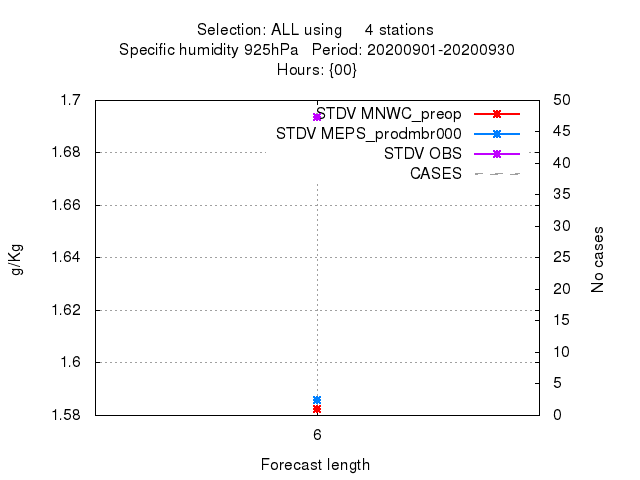 Selection: ALL using     4 stations
Specific humidity 925hPa   Period: 20200901-20200930
Hours: {00}
1.7
1.68
1.66
1.64
1.62
1.6
1.58
g/Kg
STDV MNWC_preop
STDV MEPS_prodmbr000
STDV OBS
CASES
50
45
40
35
30
25
20
15
10
5
0
No cases
6
Forecast length